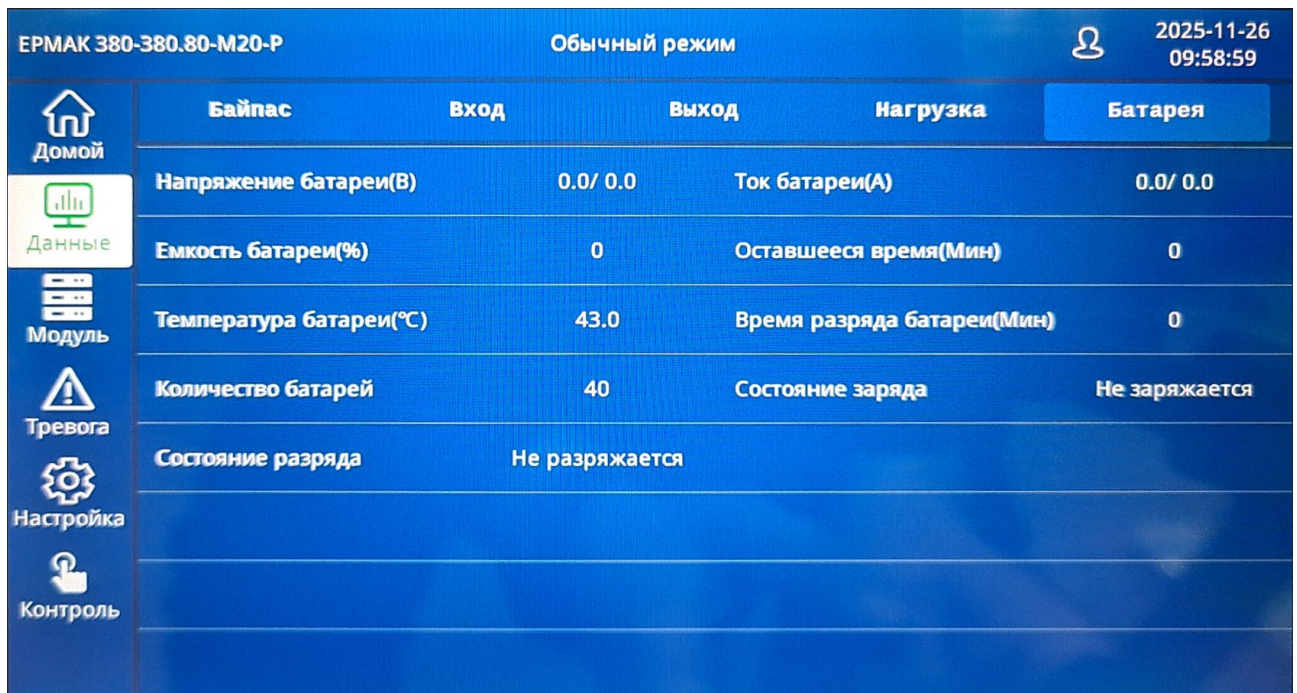 ЕРМАК 380-380.80-М20-Р
Обычный режим
2025-11-26
09:58:59
Байпас Вход Выход Нагрузка Батарея
Домой
Данные
Модуль
Тревога
Настройка
Контроль
Напряжение батареи(В) 0.0/ 0.0 Ток батареи(А) 0.0/ 0.0
Емкость батареи(%) 0 Оставшееся время(Мин) 0
Температура батареи(℃) 43.0 Время разряда батареи(Мин) 0
Количество батарей 40 Состояние заряда Не заряжается
Состояние разряда Не разряжается